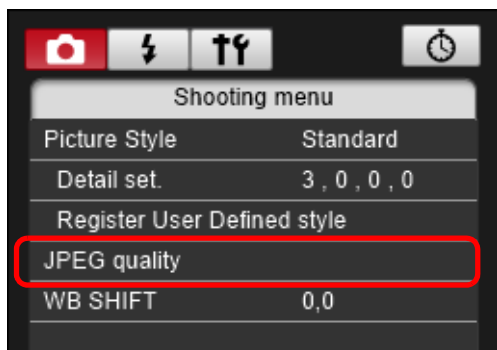 Shooting menu
Picture Style Standard
Detail set. 3 , 0 , 0 , 0
Register User Defined style
JPEG quality
WB SHIFT 0,0